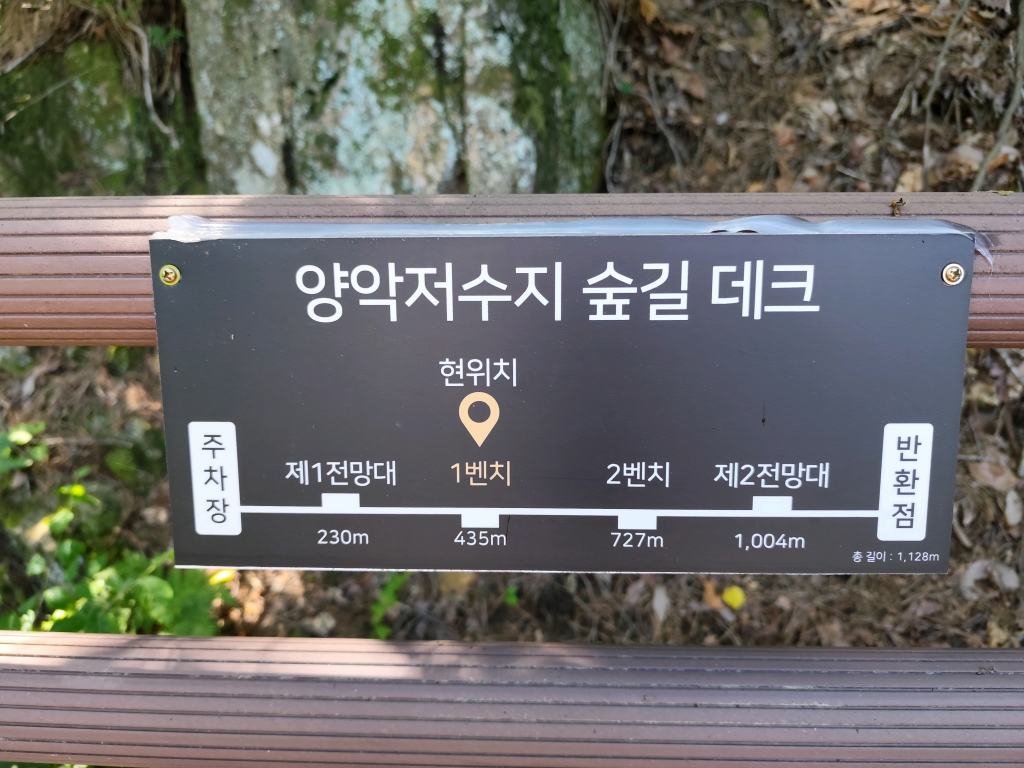 양악저수지 숲길 데크
현위치
주차장
제1전망대
1벤치
2벤치
제2전망대
반환점
230m
435m
727m
1,004m
총 길이 : 1,128m